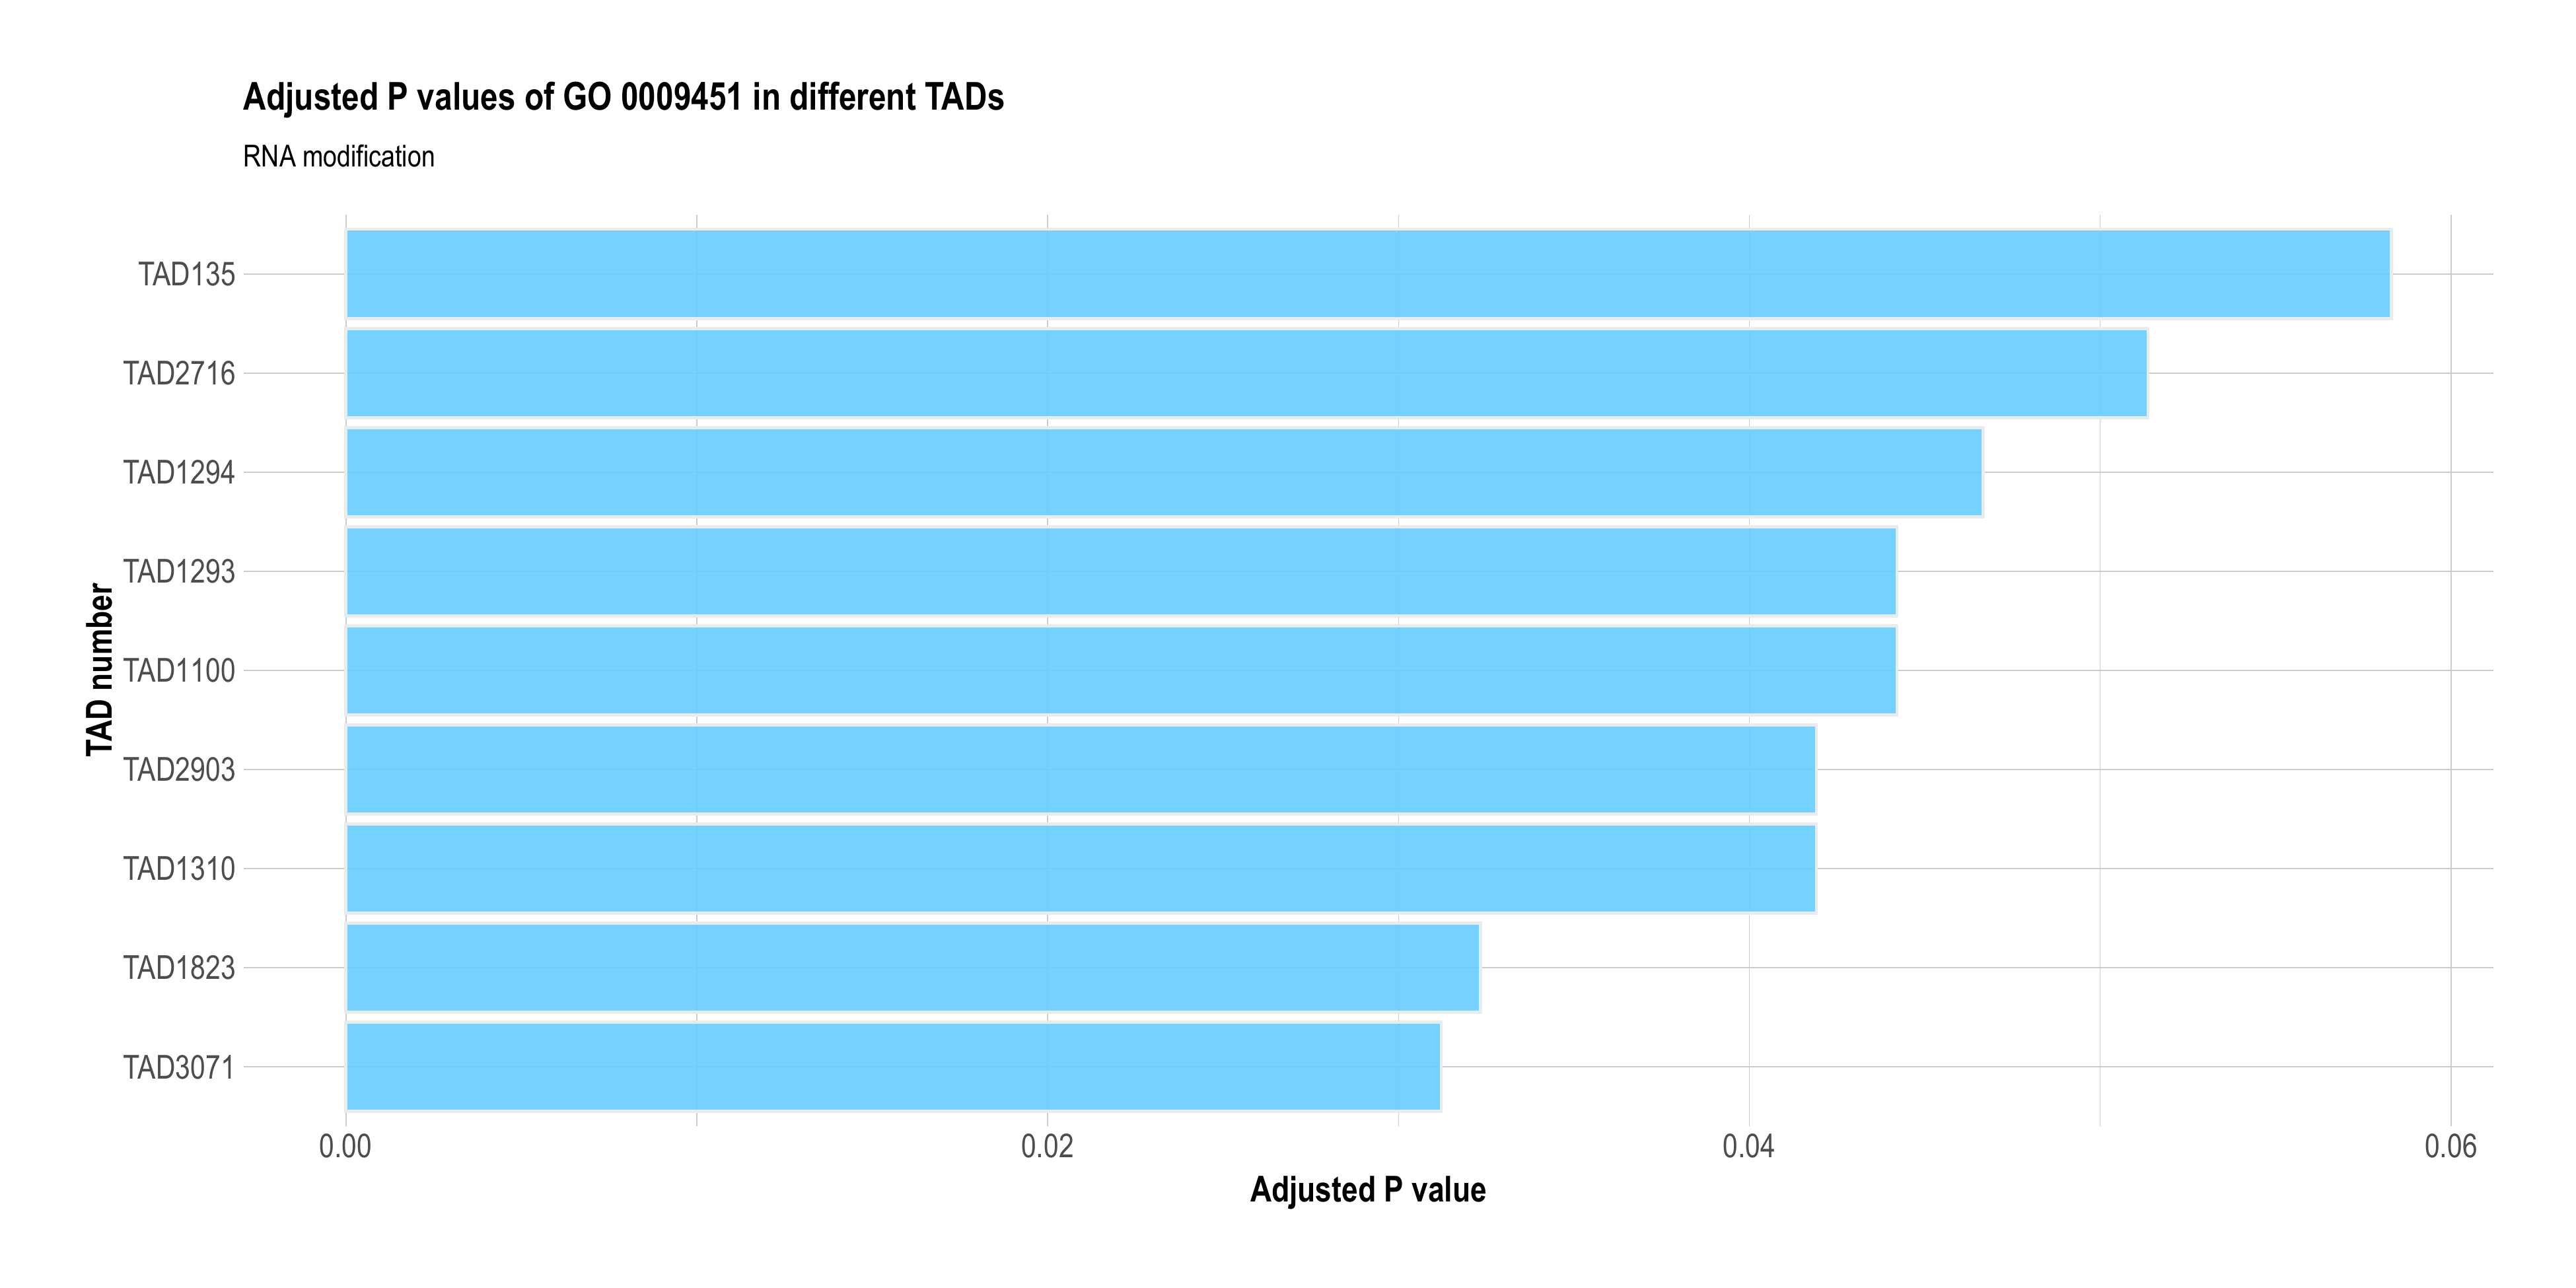 Adjusted P values of GO 0009451 in different TADs
RNA modification
TAD number
TAD135
TAD2716
TAD1294
TAD1293
TAD1100
TAD2903
TAD1310
TAD1823
TAD3071
0.00 0.02 0.04 0.06
Adjusted P value